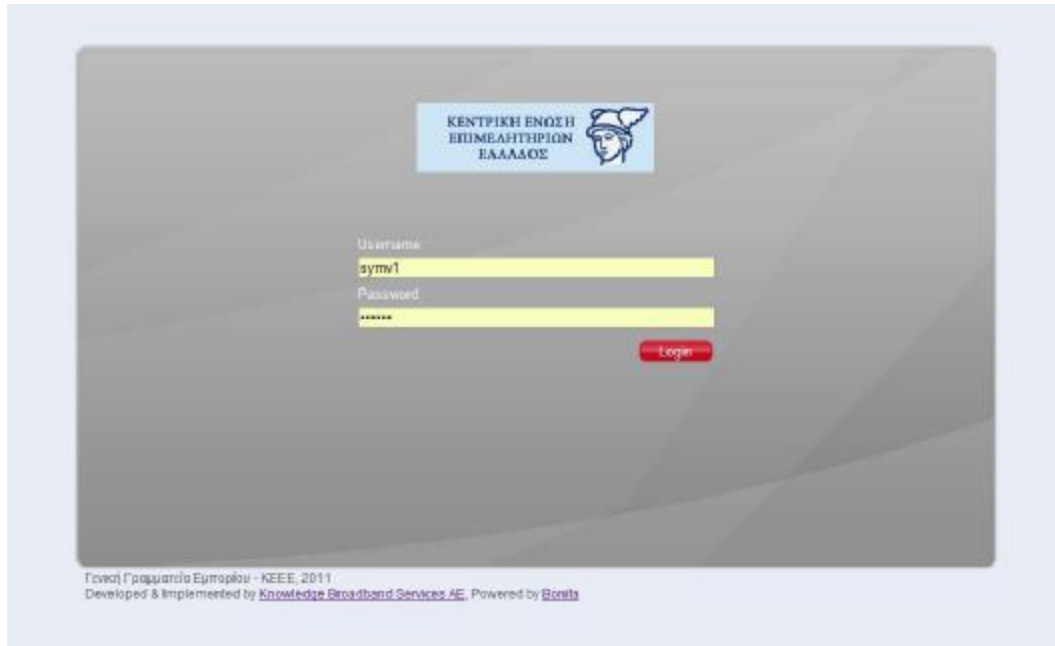 ΚΕΝΤΡΙΚΗ ΕΝΩΣΗ
ΕΠΙΜΕΛΗΤΗΡΙΩΝ
ΕΛΛΑΔΟΣ
Username
symv1
Password
••••••
Login
Γενική Γραμματεία Εμπορίου - ΚΕΕΕ, 2011
Developed & Implemented by Knowledge Broadband Services AE, Powered by Bonita